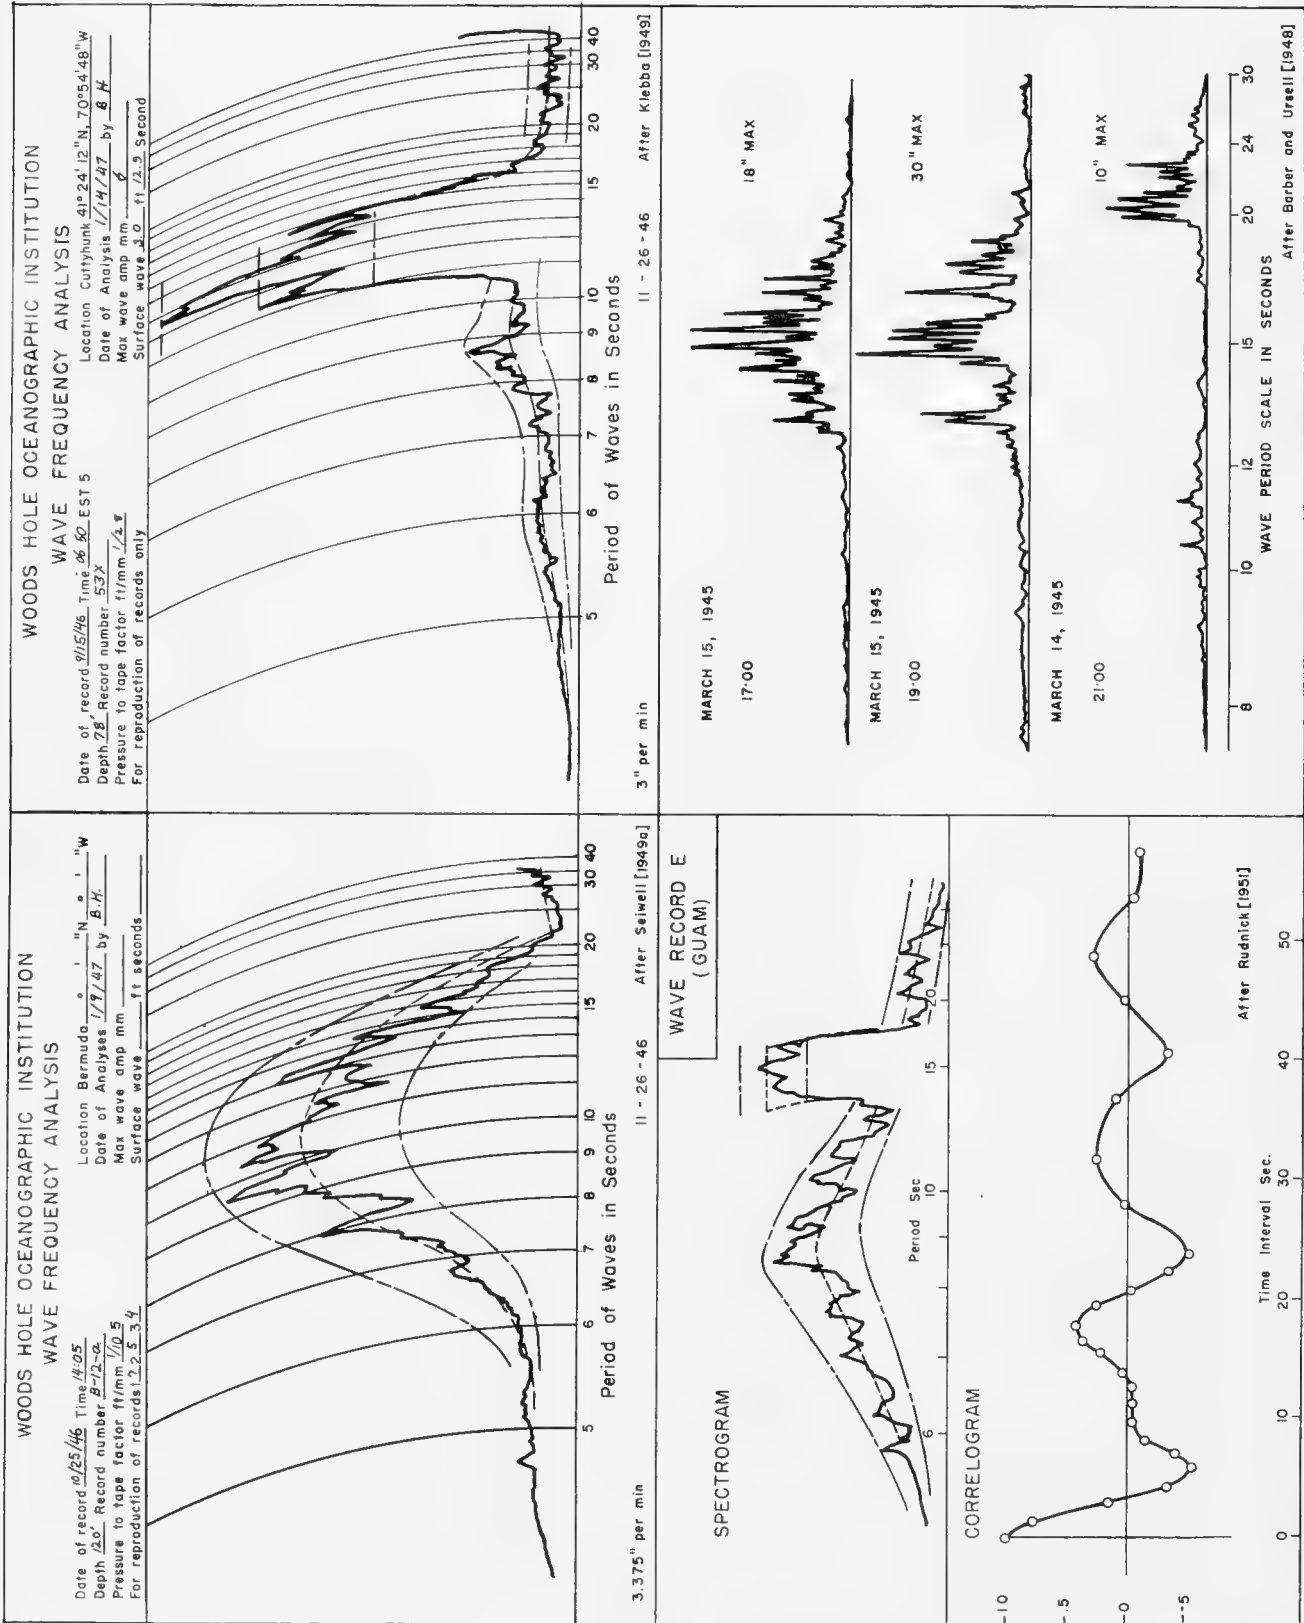 WOODS HOLE OCEANOGRAPHIC INSTITUTION
WAVE FREQUENCY ANALYSIS
Date of record 10/25/46 Time 14:05
Depth 120' Record number B-12-a
Pressure to tape factor ft/mm 1/10 5
For reproduction of records 1 2 2 5 3 4
Location Bermuda ° ' "N ° ' "W
Date of Analyses 1/9/47 by B.H.
Max wave amp mm
Surface wave ft seconds
5 6 7 8 9 10 15 20 30 40
Period of Waves in Seconds
3.375" per min 11-26-46 After Seiwell [1949a]
WOODS HOLE OCEANOGRAPHIC INSTITUTION
WAVE FREQUENCY ANALYSIS
Date of record 9/15/46 Time 06 50 EST 5
Depth 78' Record number 53X
Pressure to tape factor ft/mm 1/28
For reproduction of records only
Location Cuttyhunk 41° 24' 12"N, 70° 54' 48"W
Date of Analysis 1/14/47 by B H
Max wave amp mm 6
Surface wave 3.0 ft 12.9 Second
5 6 7 8 9 10 15 20 30 40
Period of Waves in Seconds
3" per min 11-26-46 After Klebba [1949]
WAVE RECORD E
(GUAM)
SPECTROGRAM
6 10 15 20
Period Sec
CORRELOGRAM
-1.0
-.5
-0
--5
0 10 20 30 40 50
Time Interval Sec.
After Rudnick [1951]
MARCH 15, 1945
17:00
18" MAX
MARCH 15, 1945
19:00
30" MAX
MARCH 14, 1945
21:00
10" MAX
8 10 12 15 20 24 30
WAVE PERIOD SCALE IN SECONDS
After Barber and Ursell [1948]